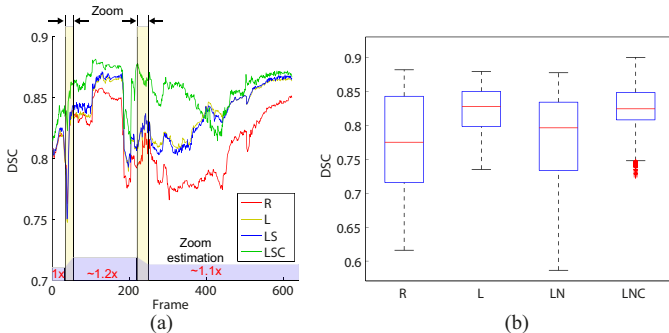 Zoom
0.9
0.85
0.8
0.75
0.7
DSC
R
L
LS
LSC
Zoom
estimation
1x
~1.2x
~1.1x
0
200
400
600
Frame
(a)
0.9
0.85
0.8
0.75
0.7
0.65
0.6
DSC
R
L
LN
LNC
(b)